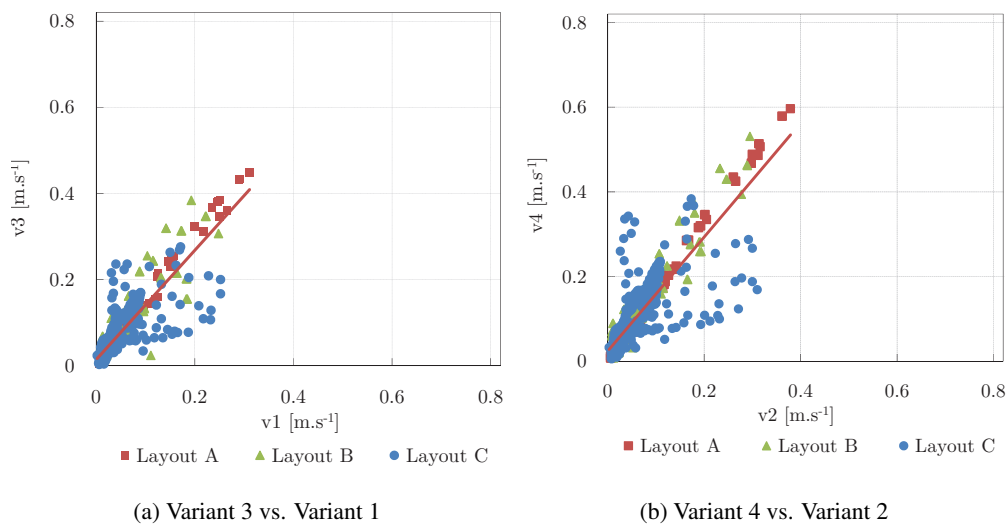 0.8
0.6
0.4
0.2
0
v3 [m.s-1]
0 0.2 0.4 0.6 0.8
v1 [m.s-1]
Layout A Layout B Layout C
(a) Variant 3 vs. Variant 1
0.8
0.6
0.4
0.2
0
v4 [m.s-1]
0 0.2 0.4 0.6 0.8
v2 [m.s-1]
Layout A Layout B Layout C
(b) Variant 4 vs. Variant 2